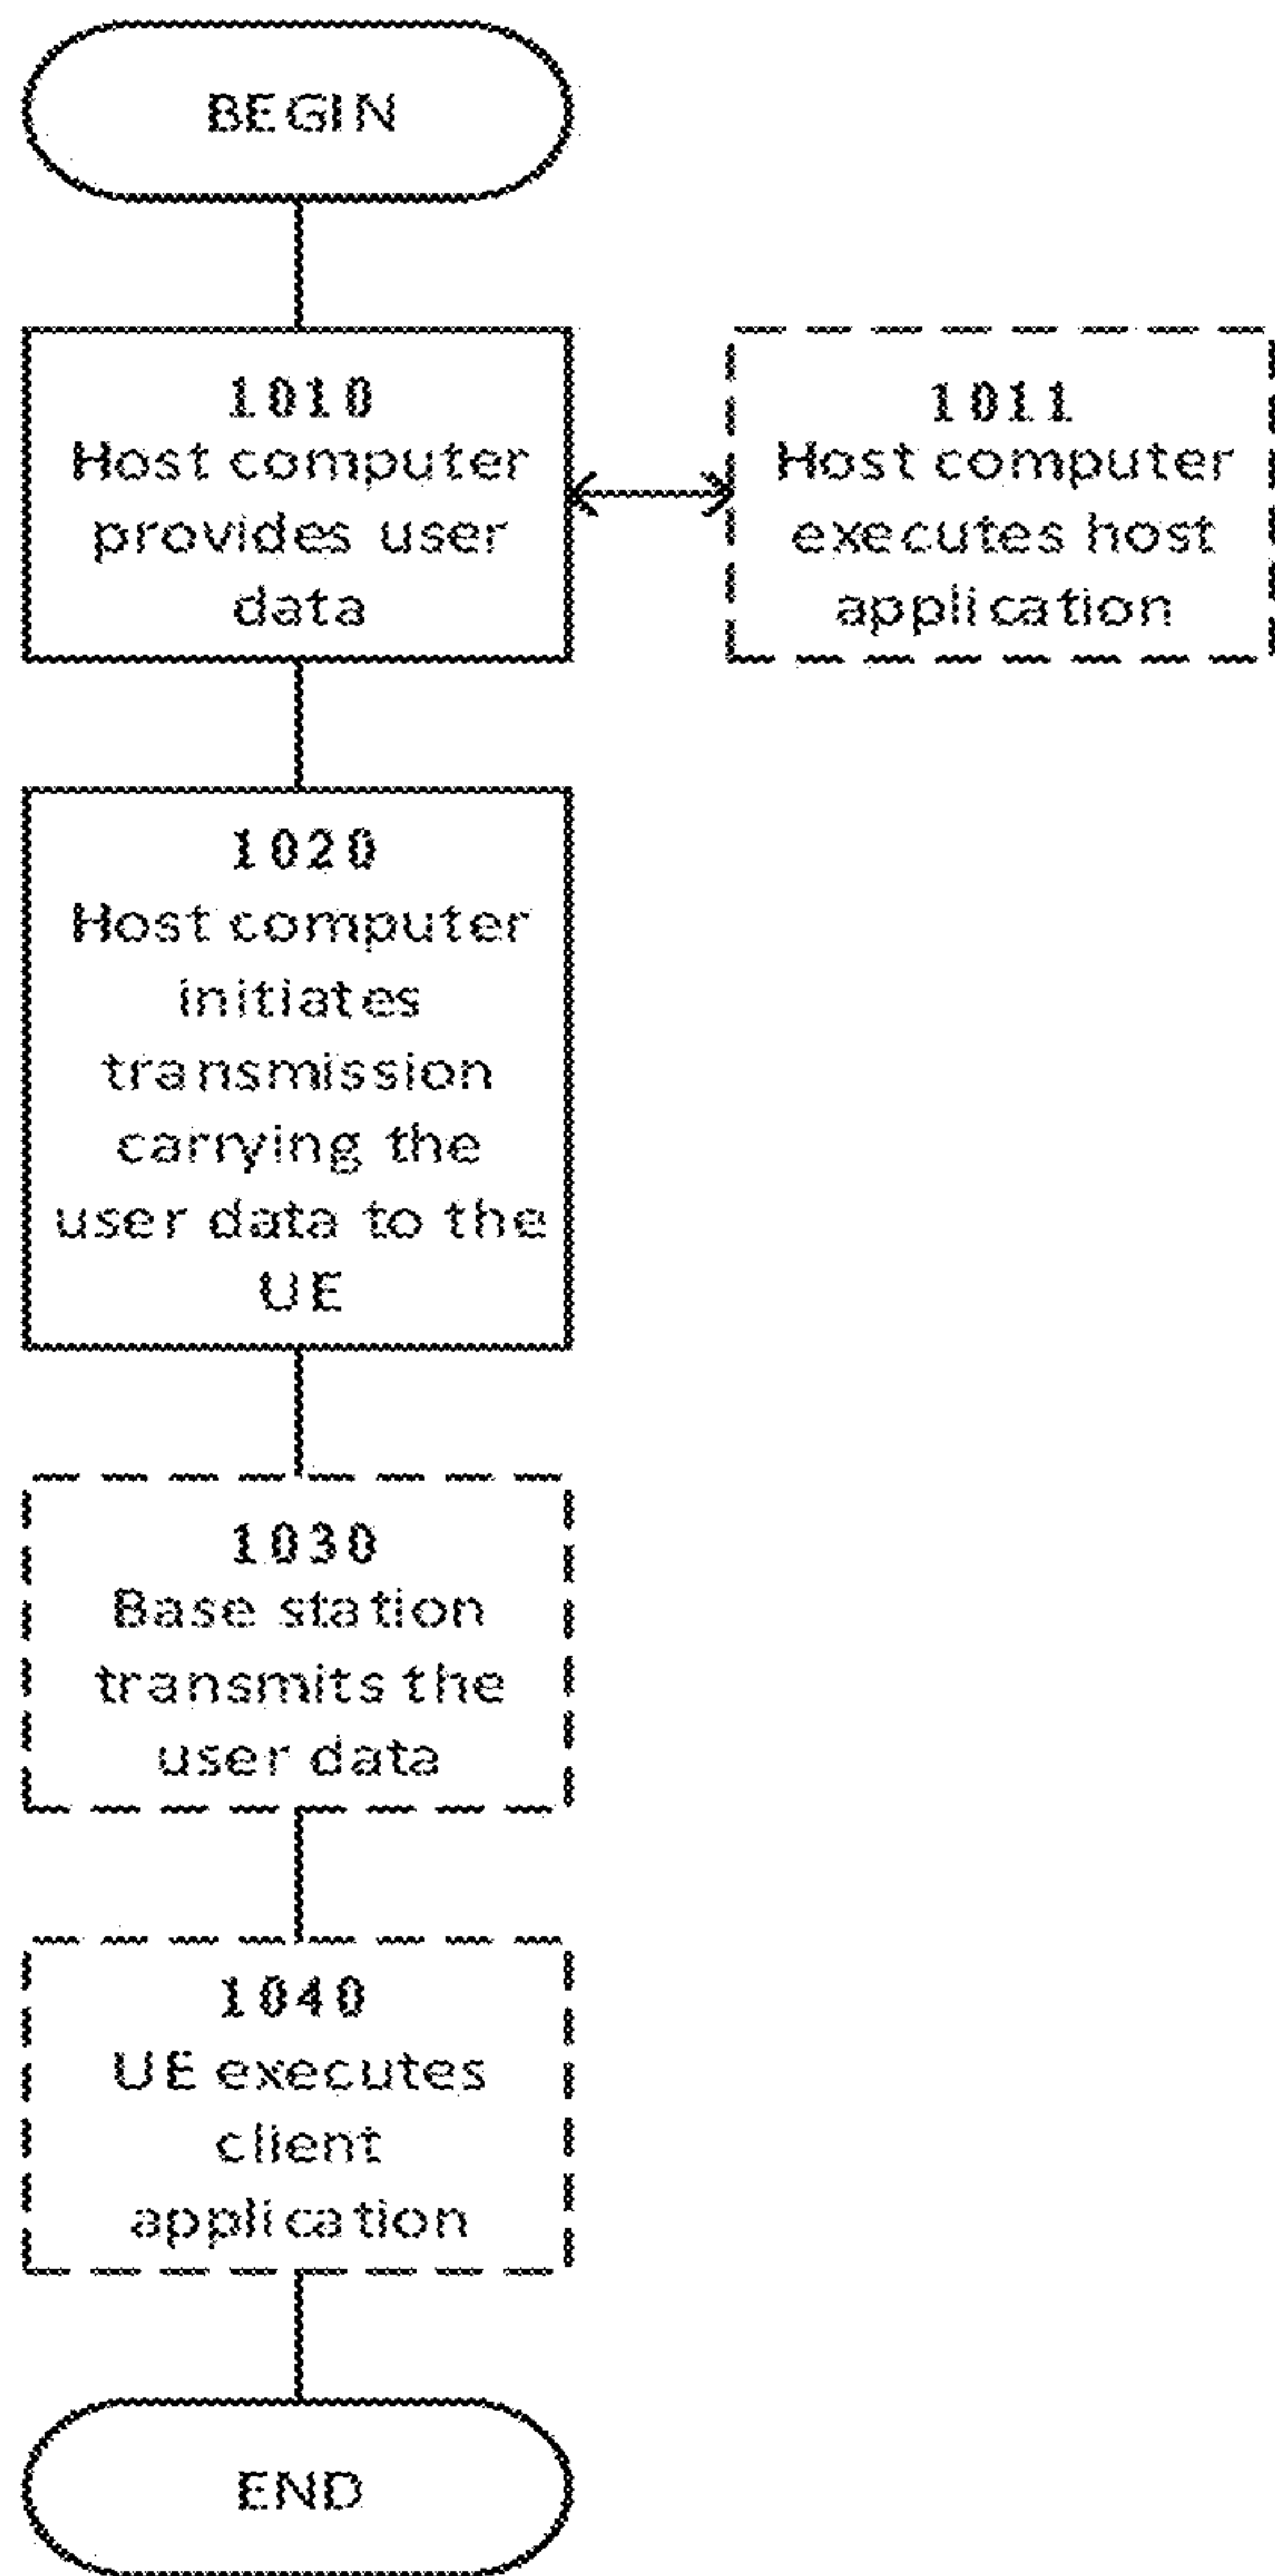 BEGIN
1010
Host computer
provides user
data
1011
Host computer
executes host
application
1020
Host computer
initiates
transmission
carrying the
user data to the
UE
1030
Base station
transmits the
user data
1040
UE executes
client
application
END